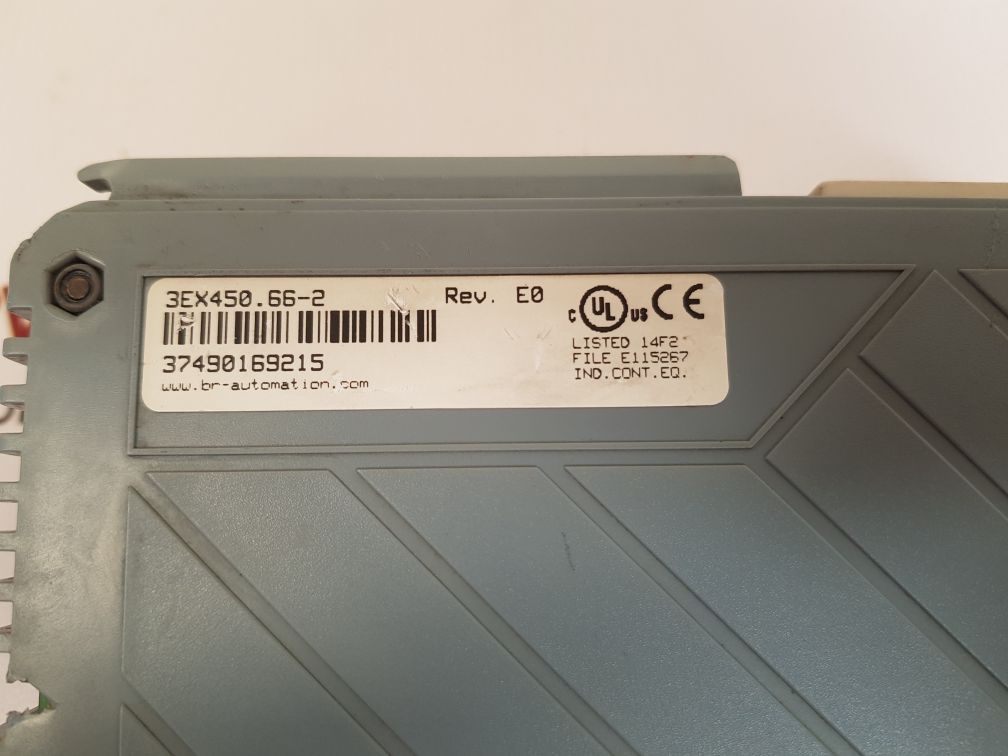 3EX450.66-2 Rev. E0
37490169215
www.br-automation.com
C UL US CE
LISTED 14F2
FILE E115267
IND.CONT.EQ.